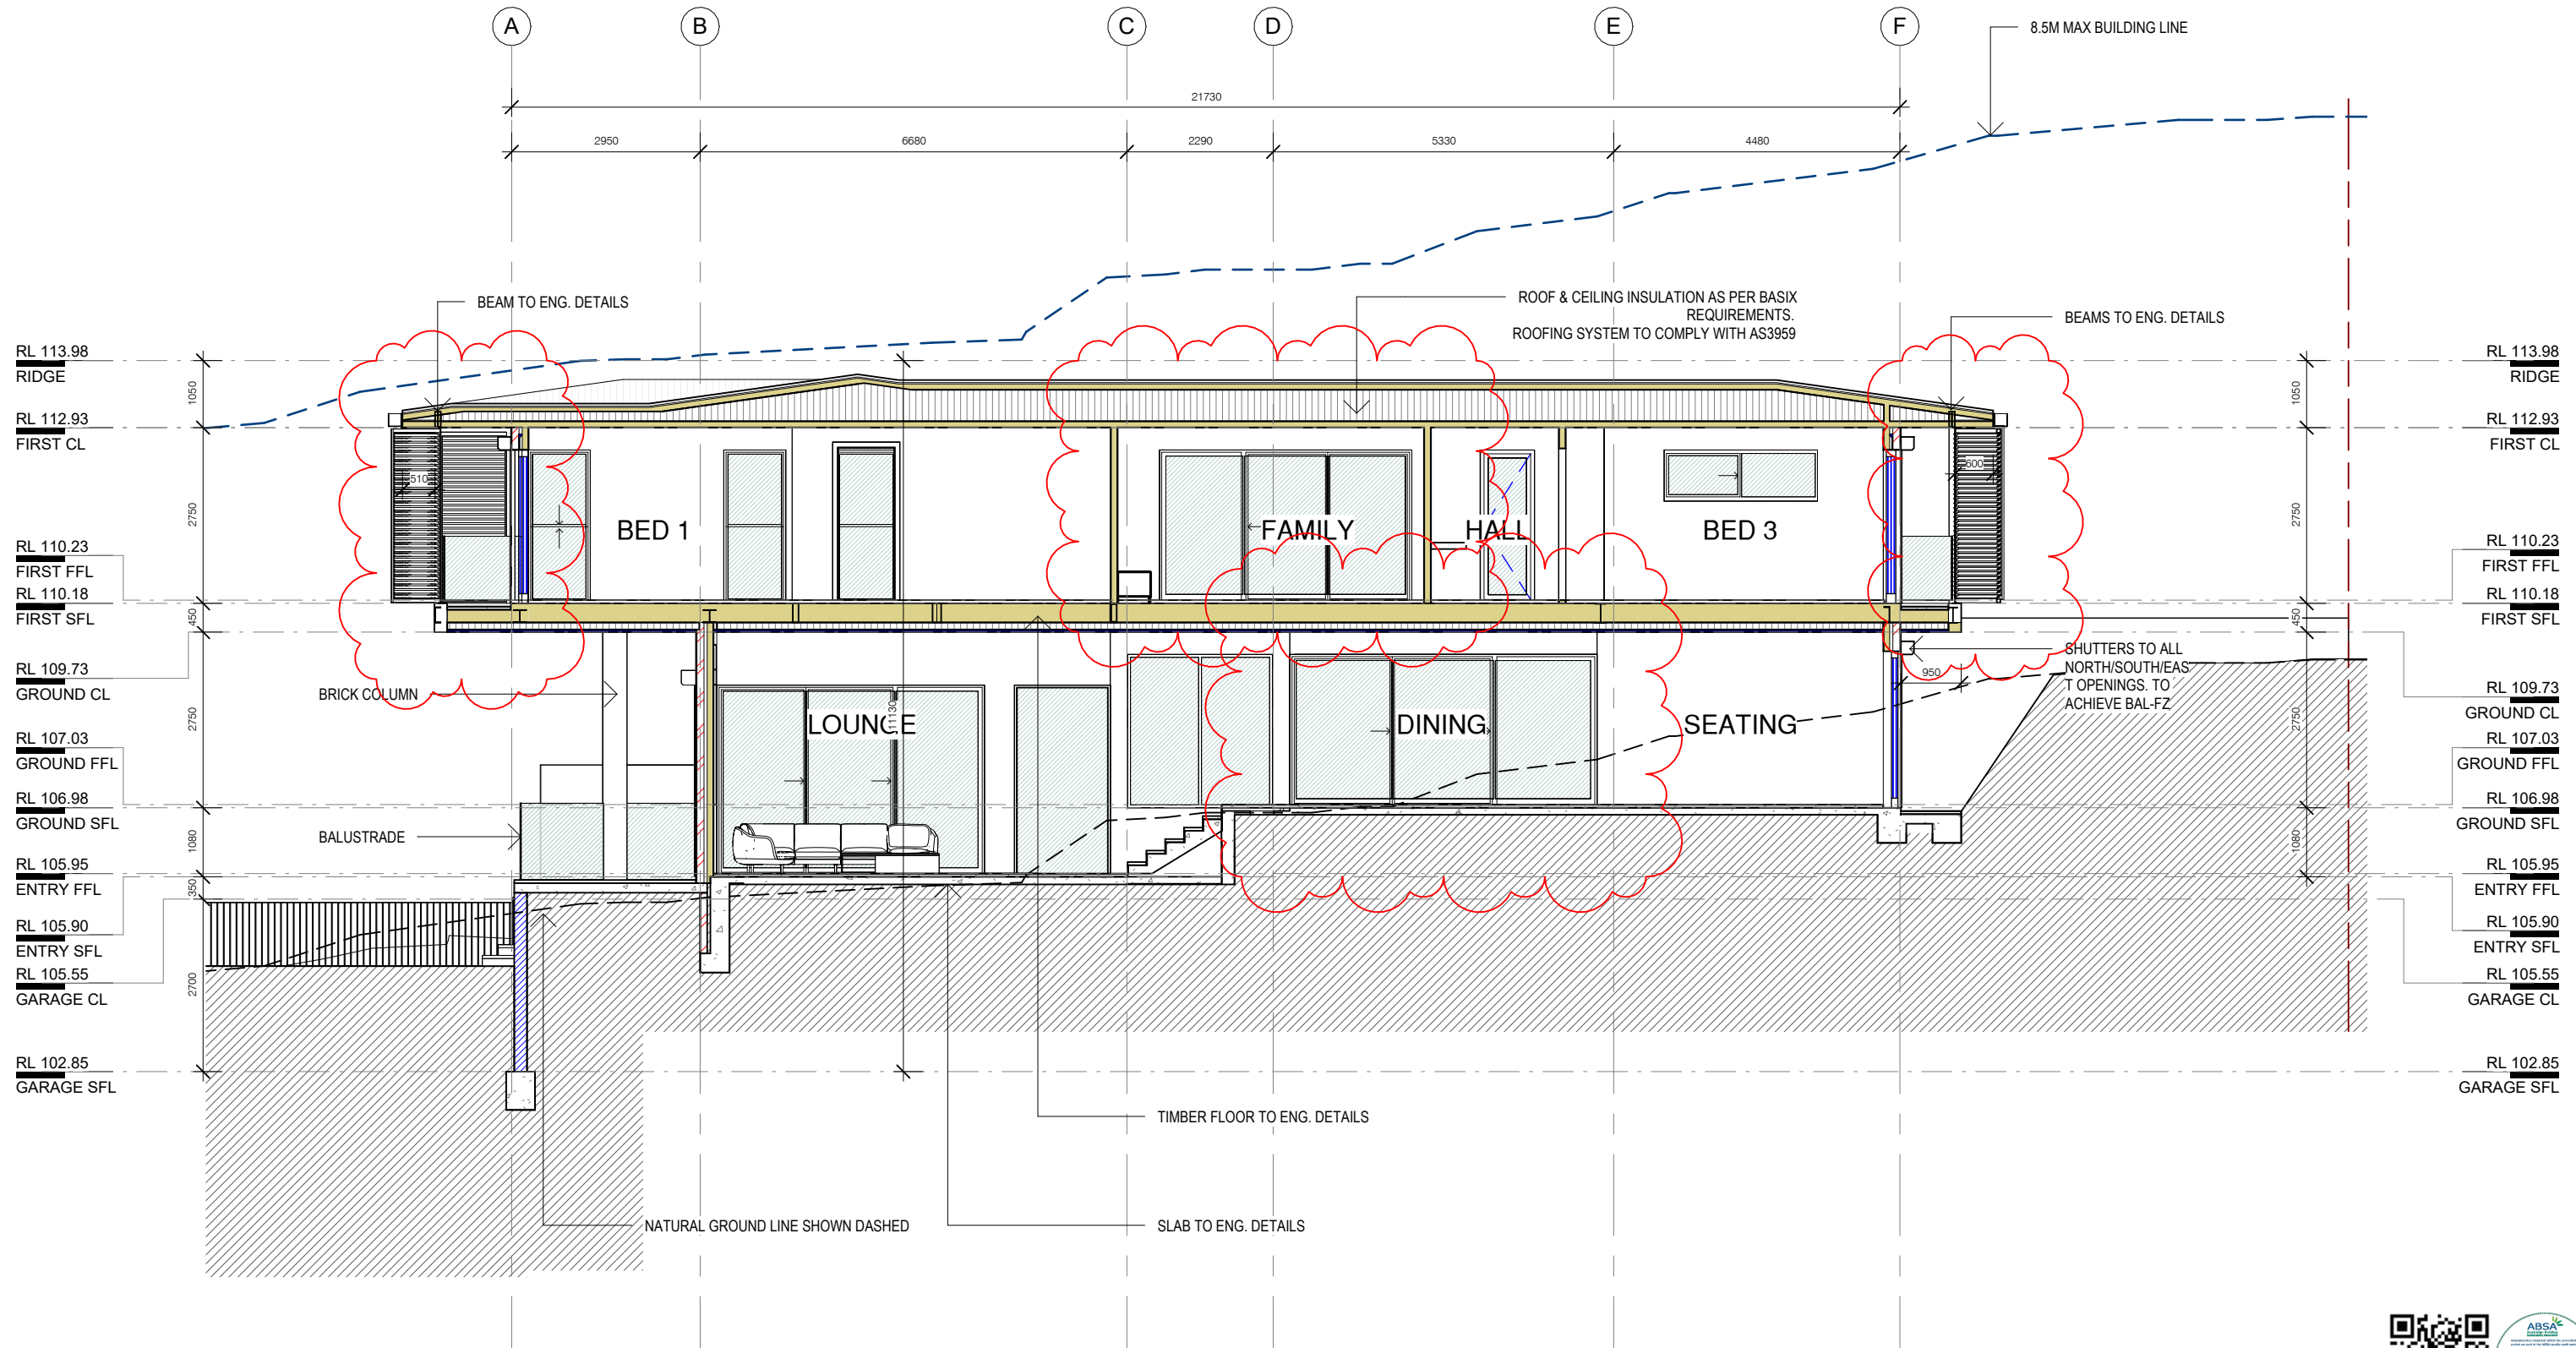 A B C D E F
8.5M MAX BUILDING LINE
21730
2950 6680 2290 5330 4480
BEAM TO ENG. DETAILS
ROOF & CEILING INSULATION AS PER BASIX
REQUIREMENTS.
ROOFING SYSTEM TO COMPLY WITH AS3959
BEAMS TO ENG. DETAILS
RL 113.98
RIDGE
RL 112.93
FIRST CL
RL 110.23
FIRST FFL
RL 110.18
FIRST SFL
RL 109.73
GROUND CL
RL 107.03
GROUND FFL
RL 106.98
GROUND SFL
RL 105.95
ENTRY FFL
RL 105.90
ENTRY SFL
RL 105.55
GARAGE CL
RL 102.85
GARAGE SFL
1050
2750
450
2750
1080
350
2700
510
BED 1
FAMILY
HALL
BED 3
600
BRICK COLUMN
BALUSTRADE
LOUNGE
11130
DINING
SEATING
SHUTTERS TO ALL
NORTH/SOUTH/EAS
T OPENINGS. TO
ACHIEVE BAL-FZ
950
TIMBER FLOOR TO ENG. DETAILS
NATURAL GROUND LINE SHOWN DASHED
SLAB TO ENG. DETAILS
1050
2750
450
2750
1080
RL 113.98
RIDGE
RL 112.93
FIRST CL
RL 110.23
FIRST FFL
RL 110.18
FIRST SFL
RL 109.73
GROUND CL
RL 107.03
GROUND FFL
RL 106.98
GROUND SFL
RL 105.95
ENTRY FFL
RL 105.90
ENTRY SFL
RL 105.55
GARAGE CL
RL 102.85
GARAGE SFL
ABSA